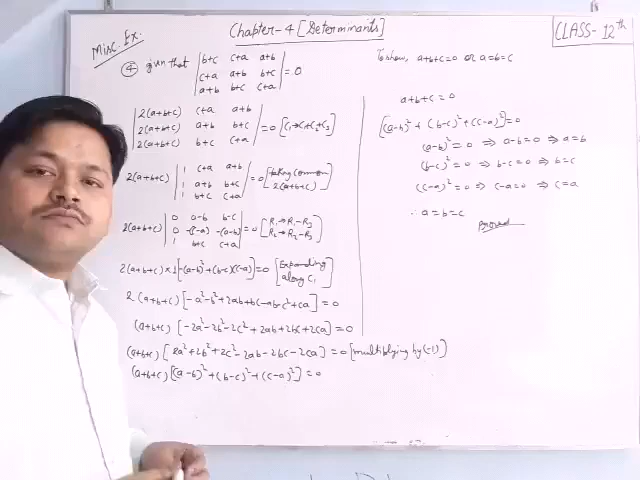 Misc. Ex.
Chapter-4 [Determinants]
CLASS-12th
④ given that | b+c c+a a+b |
| c+a a+b b+c | = 0
| a+b b+c c+a |
| 2(a+b+c) c+a a+b |
| 2(a+b+c) a+b b+c | = 0 [C₁→C₁+C₂+C₃]
| 2(a+b+c) b+c c+a |
2(a+b+c) | 1 c+a a+b |
| 1 a+b b+c | = 0 [taking common 2(a+b+c)]
| 1 b+c c+a |
2(a+b+c) | 0 a-b b-c | [R₁→R₁-R₃
| 0 -(c-a) -(a-b) | = 0
| 1 b+c c+a |
2(a+b+c)×1[-(a-b)²+(b-c)(c-a)]=0 [Expanding along C₁]
2(a+b+c)[-a²-b²+2ab+bc-ab-c²+ca]=0
(a+b+c)[-2a²-2b²-2c²+2ab+2bc+2ca]=0
(a+b+c)[2a²+2b²+2c²-2ab-2bc-2ca]=0 [multiplying by (-1)]
(a+b+c)[(a-b)²+(b-c)²+(c-a)²]=0
To show, a+b+c=0 or a=b=c
a+b+c=0
[(a-b)²+(b-c)²+(c-a)²]=0
(a-b)²=0 ⇒ a-b=0 ⇒ a=b
(b-c)²=0 ⇒ b-c=0 ⇒ b=c
(c-a)²=0 ⇒ c-a=0 ⇒ c=a
∴ a=b=c
Proved